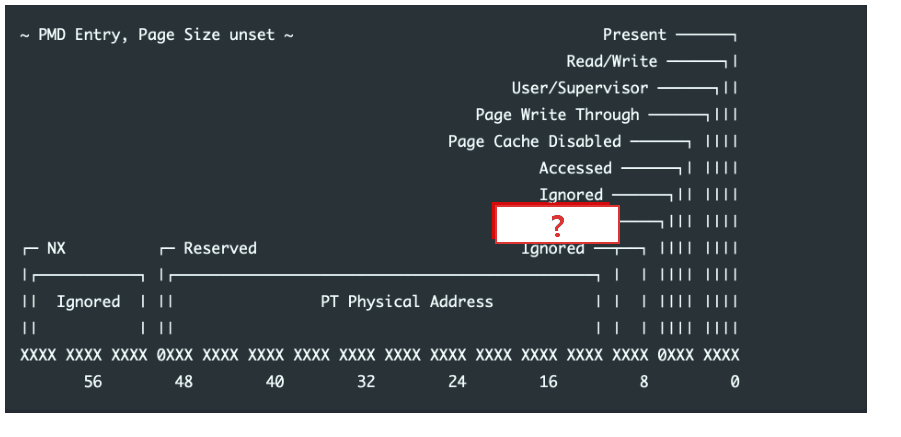 ~ PMD Entry, Page Size unset ~ Present
Read/Write
User/Supervisor
Page Write Through
Page Cache Disabled
Accessed
Ignored
?
NX Reserved Ignored
Ignored PT Physical Address
XXXX XXXX XXXX 0XXX XXXX XXXX XXXX XXXX XXXX XXXX XXXX XXXX XXXX XXXX 0XXX XXXX
56 48 40 32 24 16 8 0